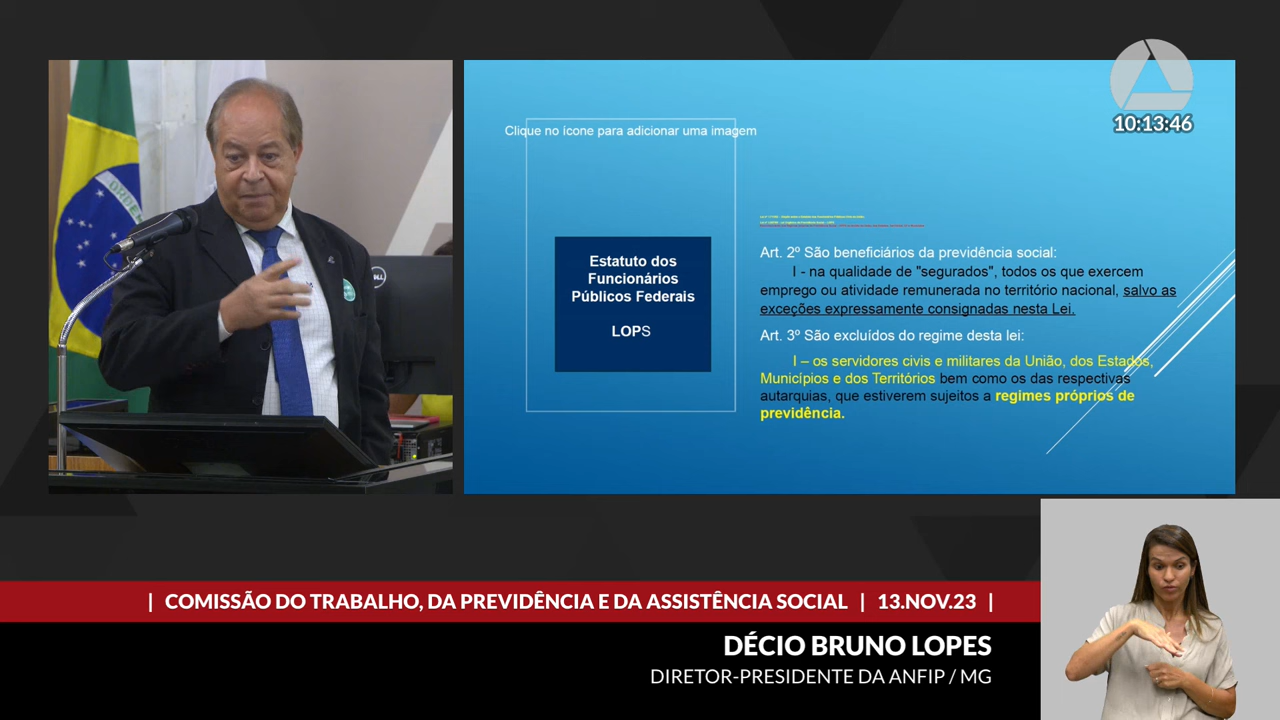 10:13:46
ORDE
DELL
Clique no ícone para adicionar uma imagem
Estatuto dos
Funcionários
Públicos Federais
LOPS
Art. 2º São beneficiários da previdência social:
I - na qualidade de "segurados", todos os que exercem
emprego ou atividade remunerada no território nacional, salvo as
exceções expressamente consignadas nesta Lei.
Art. 3º São excluídos do regime desta lei:
I – os servidores civis e militares da União, dos Estados,
Municípios e dos Territórios bem como os das respectivas
autarquias, que estiverem sujeitos a regimes próprios de
previdência.
| COMISSÃO DO TRABALHO, DA PREVIDÊNCIA E DA ASSISTÊNCIA SOCIAL | 13.NOV.23 |
DÉCIO BRUNO LOPES
DIRETOR-PRESIDENTE DA ANFIP / MG